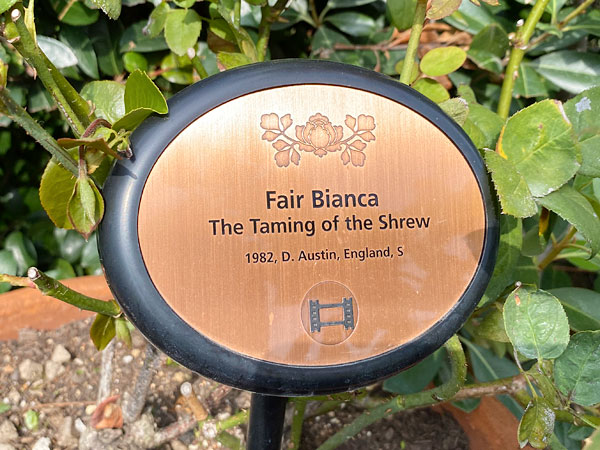 Fair Bianca
The Taming of the Shrew
1982, D. Austin, England, S